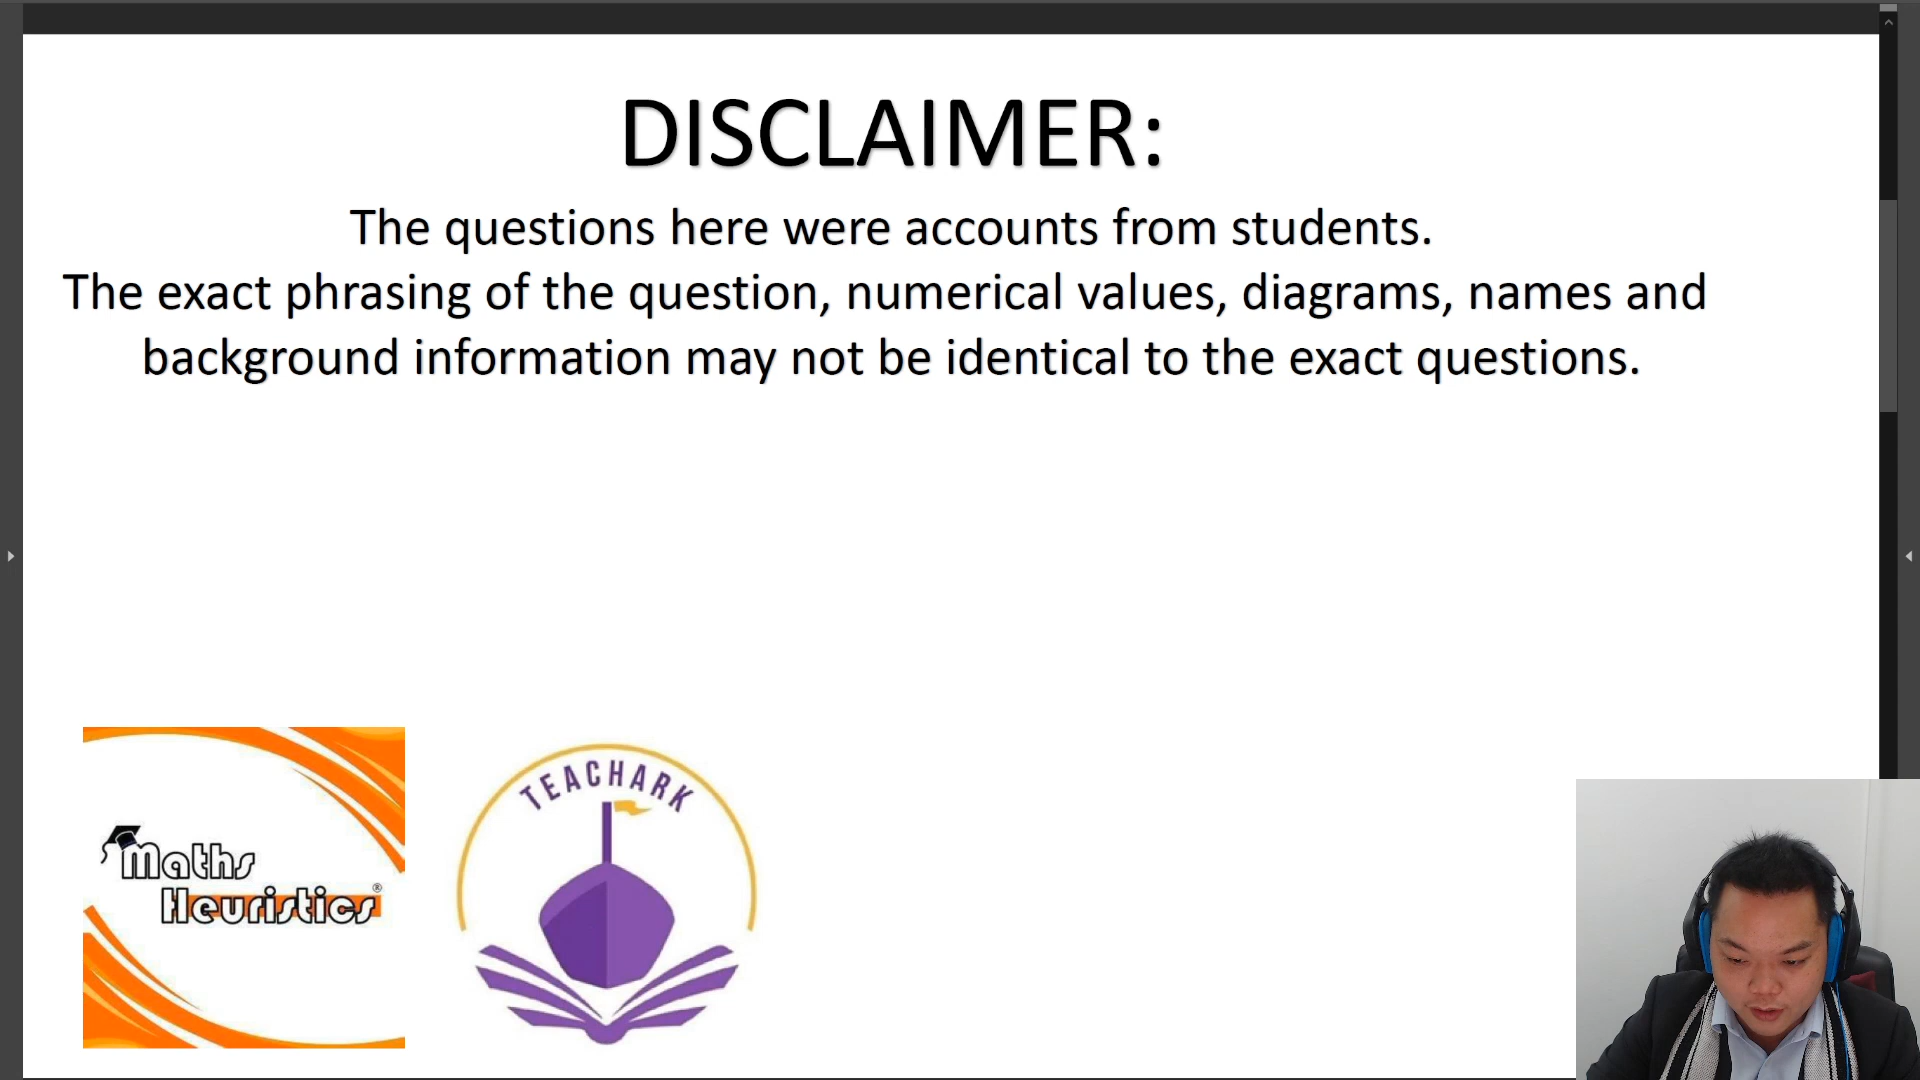 DISCLAIMER:
The questions here were accounts from students.
The exact phrasing of the question, numerical values, diagrams, names and
background information may not be identical to the exact questions.
Maths
Heuristics®
TEACHARK